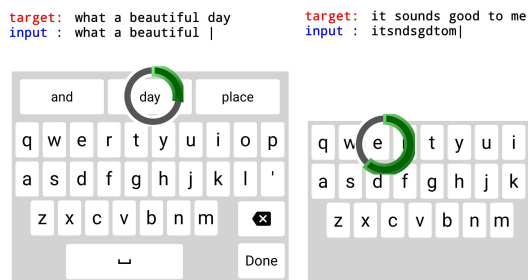 target: what a beautiful day
input : what a beautiful |
and day place
q w e r t y u i o p
a s d f g h j k l '
z x c v b n m
Done
target: it sounds good to me
input : itsndsgdtom|
q w e t y u i
a s d f g h j k
z x c v b n m